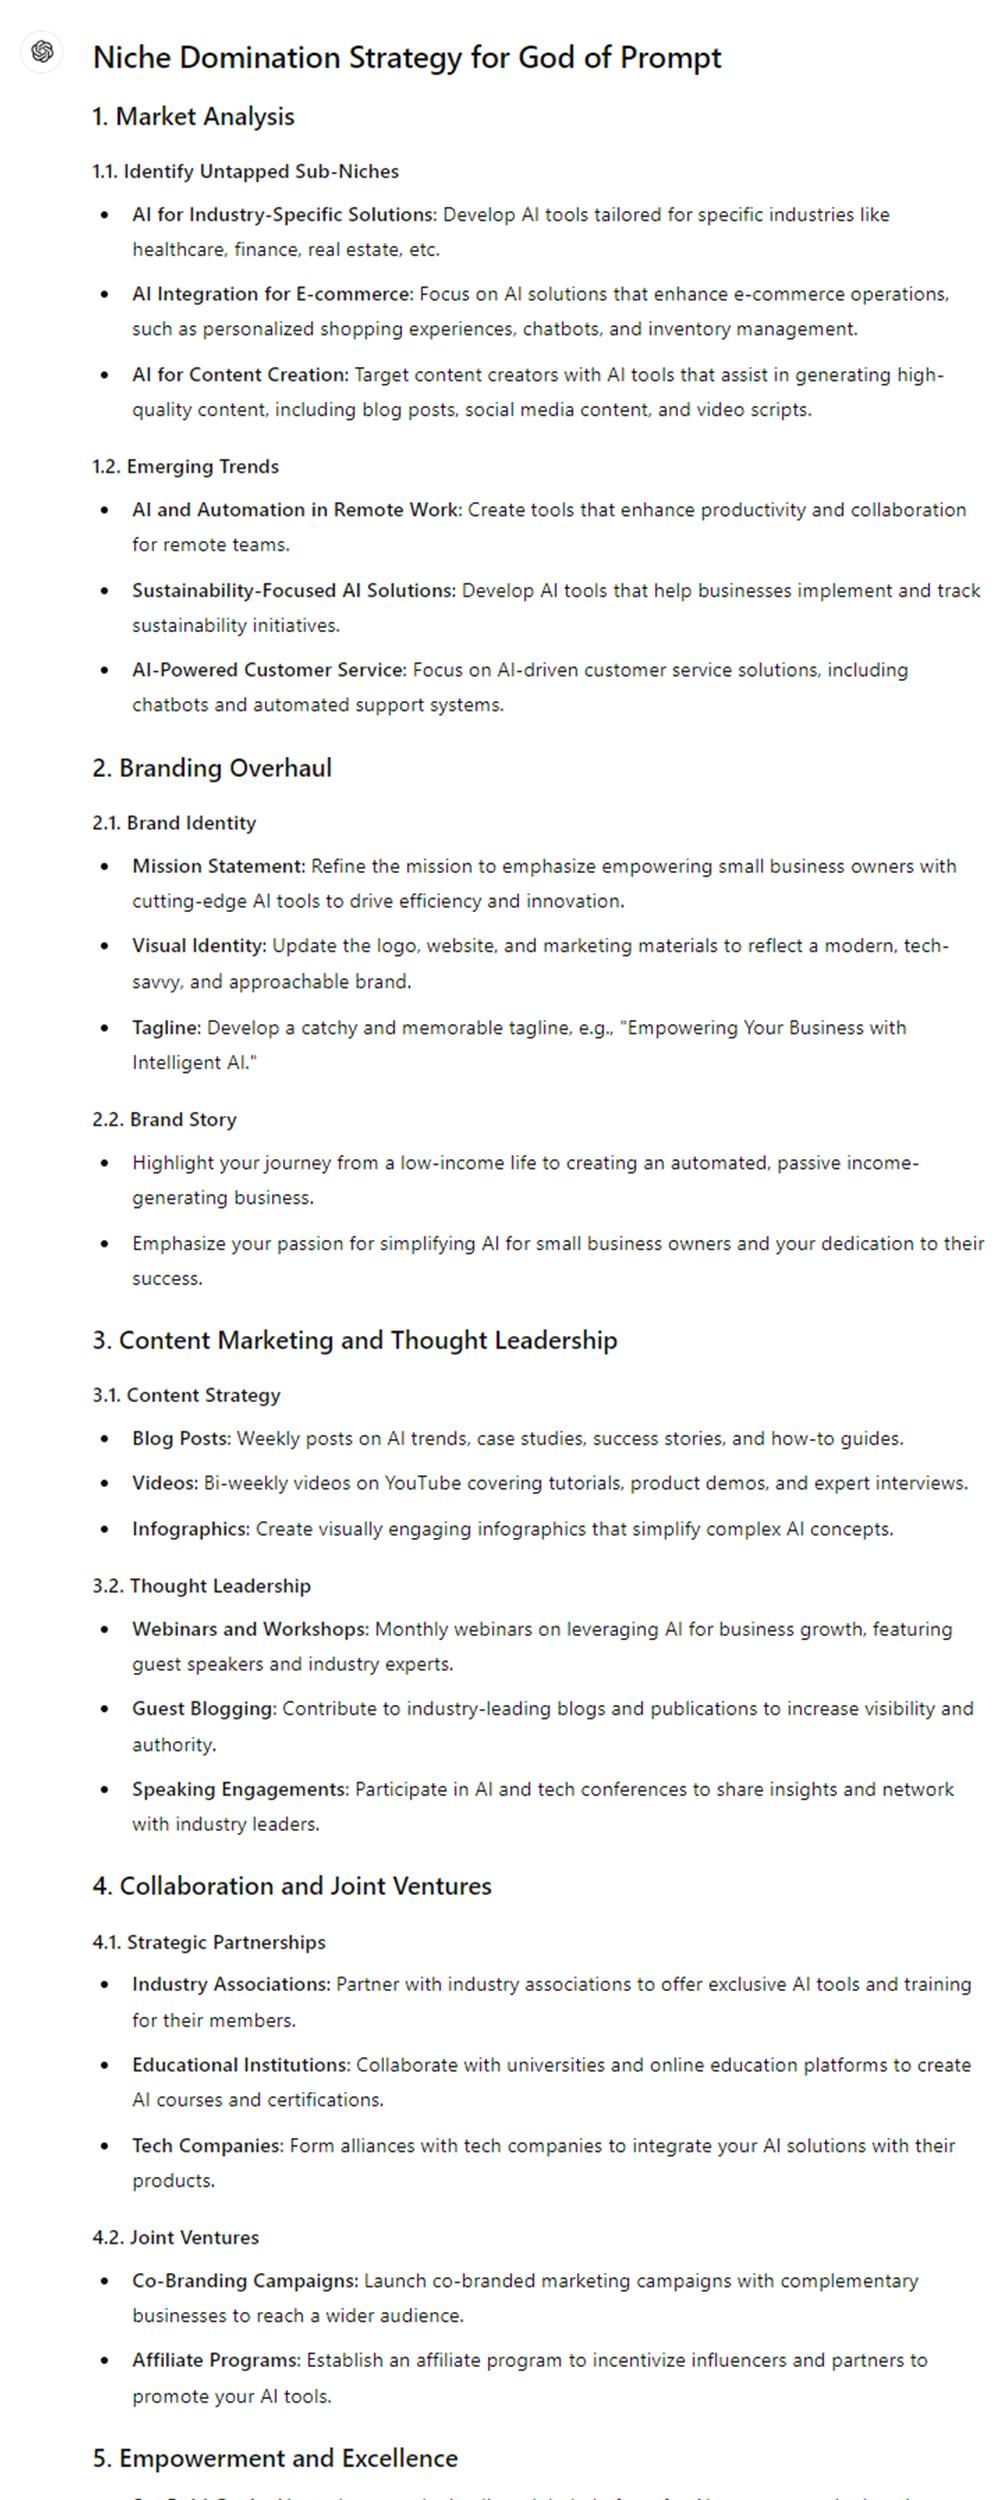 Niche Domination Strategy for God of Prompt
1. Market Analysis
1.1. Identify Untapped Sub-Niches
• AI for Industry-Specific Solutions: Develop AI tools tailored for specific industries like
healthcare, finance, real estate, etc.
• AI Integration for E-commerce: Focus on AI solutions that enhance e-commerce operations,
such as personalized shopping experiences, chatbots, and inventory management.
• AI for Content Creation: Target content creators with AI tools that assist in generating high-
quality content, including blog posts, social media content, and video scripts.
1.2. Emerging Trends
• AI and Automation in Remote Work: Create tools that enhance productivity and collaboration
for remote teams.
• Sustainability-Focused AI Solutions: Develop AI tools that help businesses implement and track
sustainability initiatives.
• AI-Powered Customer Service: Focus on AI-driven customer service solutions, including
chatbots and automated support systems.
2. Branding Overhaul
2.1. Brand Identity
• Mission Statement: Refine the mission to emphasize empowering small business owners with
cutting-edge AI tools to drive efficiency and innovation.
• Visual Identity: Update the logo, website, and marketing materials to reflect a modern, tech-
savvy, and approachable brand.
• Tagline: Develop a catchy and memorable tagline, e.g., "Empowering Your Business with
Intelligent AI."
2.2. Brand Story
• Highlight your journey from a low-income life to creating an automated, passive income-
generating business.
• Emphasize your passion for simplifying AI for small business owners and your dedication to their
success.
3. Content Marketing and Thought Leadership
3.1. Content Strategy
• Blog Posts: Weekly posts on AI trends, case studies, success stories, and how-to guides.
• Videos: Bi-weekly videos on YouTube covering tutorials, product demos, and expert interviews.
• Infographics: Create visually engaging infographics that simplify complex AI concepts.
3.2. Thought Leadership
• Webinars and Workshops: Monthly webinars on leveraging AI for business growth, featuring
guest speakers and industry experts.
• Guest Blogging: Contribute to industry-leading blogs and publications to increase visibility and
authority.
• Speaking Engagements: Participate in AI and tech conferences to share insights and network
with industry leaders.
4. Collaboration and Joint Ventures
4.1. Strategic Partnerships
• Industry Associations: Partner with industry associations to offer exclusive AI tools and training
for their members.
• Educational Institutions: Collaborate with universities and online education platforms to create
AI courses and certifications.
• Tech Companies: Form alliances with tech companies to integrate your AI solutions with their
products.
4.2. Joint Ventures
• Co-Branding Campaigns: Launch co-branded marketing campaigns with complementary
businesses to reach a wider audience.
• Affiliate Programs: Establish an affiliate program to incentivize influencers and partners to
promote your AI tools.
5. Empowerment and Excellence